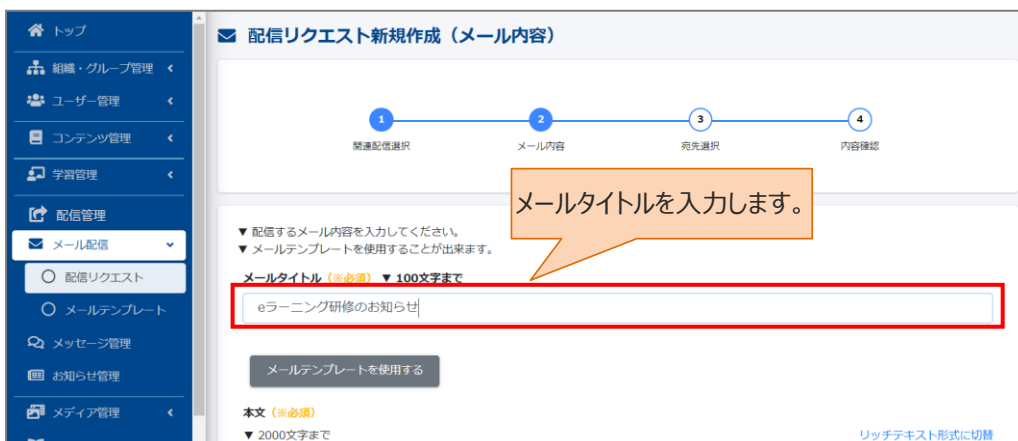 トップ
組織・グループ管理
ユーザー管理
コンテンツ管理
学習管理
配信管理
メール配信
配信リクエスト
メールテンプレート
メッセージ管理
お知らせ管理
メディア管理
配信リクエスト新規作成（メール内容）
1 2 3 4
関連配信選択 メール内容 宛先選択 内容確認
メールタイトルを入力します。
▼ 配信するメール内容を入力してください。
▼ メールテンプレートを使用することが出来ます。
メールタイトル（※必須）▼ 100文字まで
eラーニング研修のお知らせ
メールテンプレートを使用する
本文（※必須）
▼ 2000文字まで
リッチテキスト形式に切替